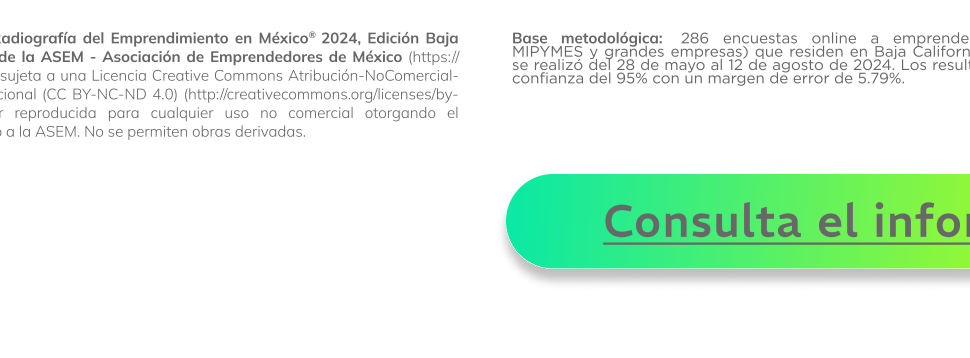 adiografía del Emprendimiento en México® 2024, Edición Baja
de la ASEM - Asociación de Emprendedores de México (https://
sujeta a una Licencia Creative Commons Atribución-NoComercial-
cional (CC BY-NC-ND 4.0) (http://creativecommons.org/licenses/by-
r reproducida para cualquier uso no comercial otorgando el
o a la ASEM. No se permiten obras derivadas.
Base metodológica: 286 encuestas online a emprende
MIPYMES y grandes empresas) que residen en Baja Californ
se realizó del 28 de mayo al 12 de agosto de 2024. Los result
confianza del 95% con un margen de error de 5.79%.
Consulta el infor